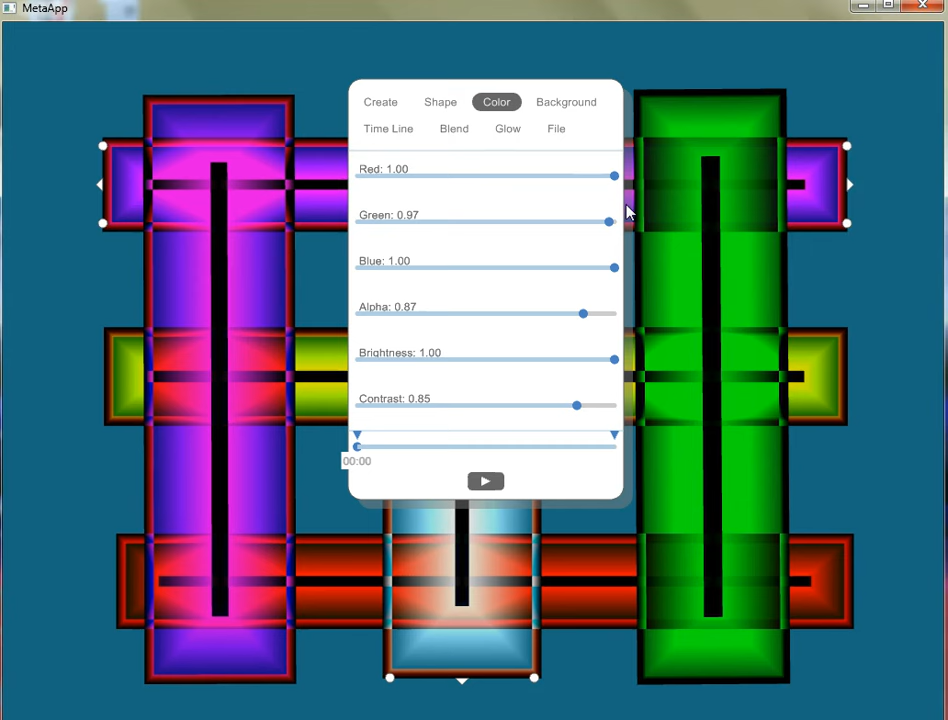 MetaApp
Create Shape Color Background
Time Line Blend Glow File
Red: 1.00
Green: 0.97
Blue: 1.00
Alpha: 0.87
Brightness: 1.00
Contrast: 0.85
00:00